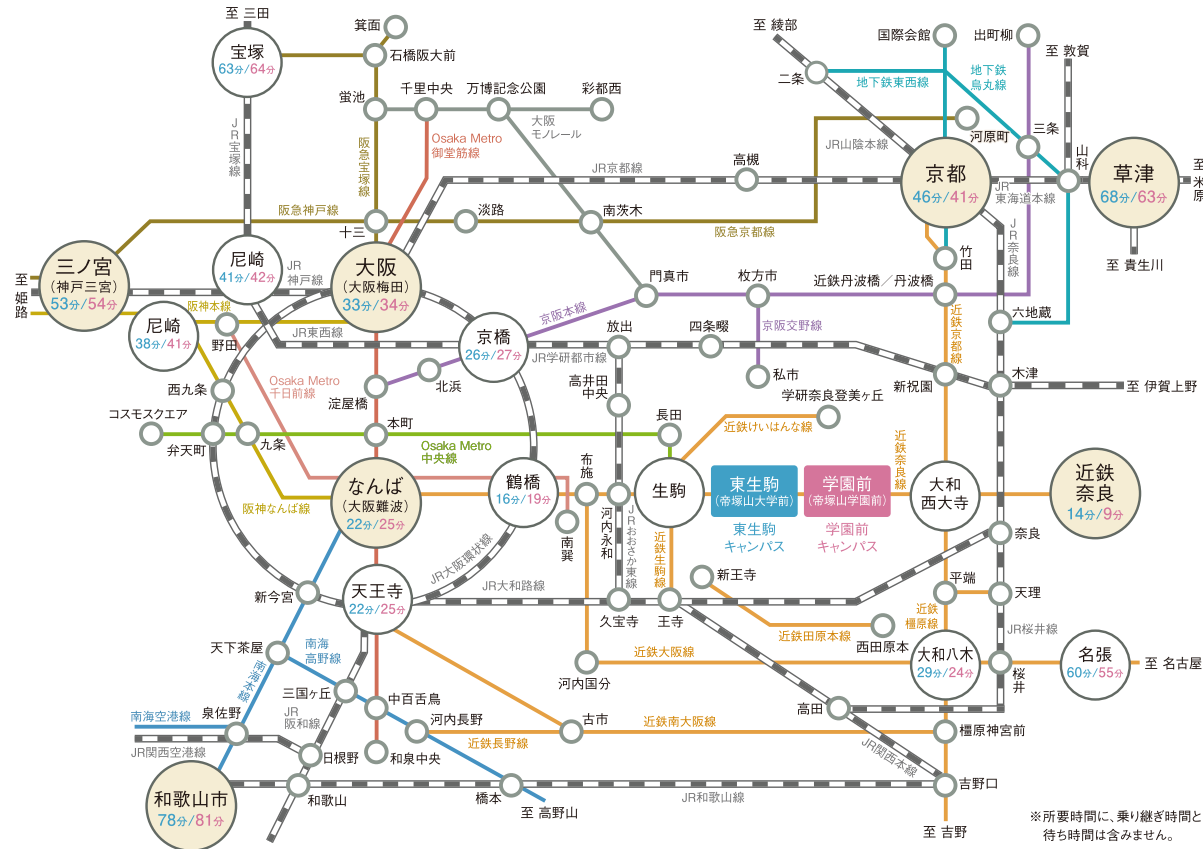 至 三田
箕面
宝塚
63分/64分
石橋阪大前
至 綾部
国際会館
出町柳
至 敦賀
二条
地下鉄東西線
地下鉄
烏丸線
蛍池
千里中央
万博記念公園
彩都西
大阪
モノレール
JR宝塚線
阪急宝塚線
Osaka Metro
御堂筋線
河原町
三条
山科
JR山陰本線
高槻
JR京都線
京都
46分/41分
JR
東海道本線
草津
68分/63分
至 米原
至 貴生川
阪急神戸線
十三
淡路
南茨木
阪急京都線
JR奈良線
竹田
三ノ宮
(神戸三宮)
53分/54分
至 姫路
尼崎
41分/42分
JR
神戸線
大阪
(大阪梅田)
33分/34分
門真市
枚方市
近鉄丹波橋/丹波橋
六地蔵
阪神本線
尼崎
38分/41分
野田
JR東西線
京阪本線
京橋
26分/27分
放出
四条畷
京阪交野線
近鉄京都線
JR学研都市線
高井田
中央
私市
新祝園
木津
至 伊賀上野
西九条
Osaka Metro
千日前線
淀屋橋
北浜
学研奈良登美ヶ丘
コスモスクエア
弁天町
九条
本町
Osaka Metro
中央線
長田
近鉄けいはんな線
近鉄奈良線
阪神なんば線
なんば
(大阪難波)
22分/25分
鶴橋
16分/19分
布施
河内・永和
生駒
東生駒
(帝塚山大学前)
学園前
(帝塚山学園前)
大和
西大寺
近鉄
奈良
14分/9分
東生駒
キャンパス
学園前
キャンパス
南巽
JRおおさか東線
近鉄生駒線
奈良
JR大阪環状線
JR大和路線
天王寺
22分/25分
新今宮
久宝寺
王寺
新王寺
平端
天理
近鉄田原本線
西田原本
近鉄
橿原線
JR桜井線
天下茶屋
南海
高野線
南海本線
河内国分
近鉄大阪線
大和八木
29分/24分
桜井
名張
60分/55分
至 名古屋
三国ヶ丘
中百舌鳥
高田
南海空港線
泉佐野
JR
阪和線
河内長野
古市
近鉄南大阪線
橿原神宮前
JR関西空港線
日根野
和泉中央
近鉄長野線
JR関西本線
和歌山市
78分/81分
和歌山
橋本
至 高野山
JR和歌山線
吉野口
至 吉野
※所要時間に、乗り継ぎ時間と
待ち時間は含みません。